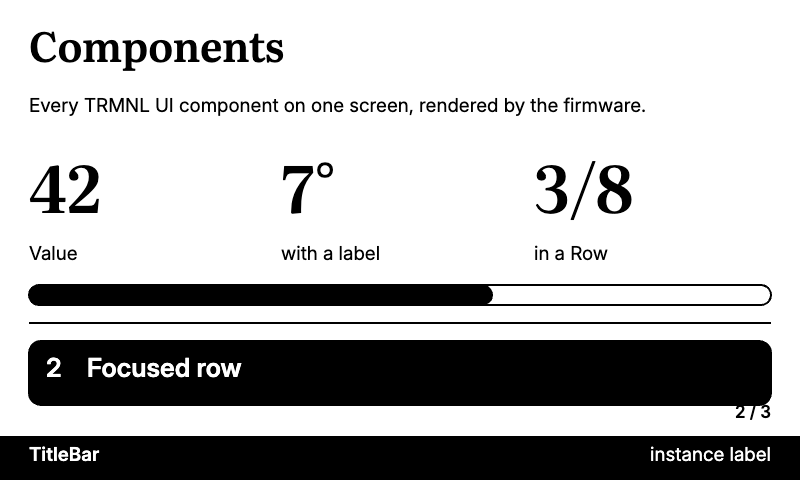 Components
Every TRMNL UI component on one screen, rendered by the firmware.
42 7° 3/8
Value with a label in a Row
2 Focused row
2 / 3
TitleBar instance label